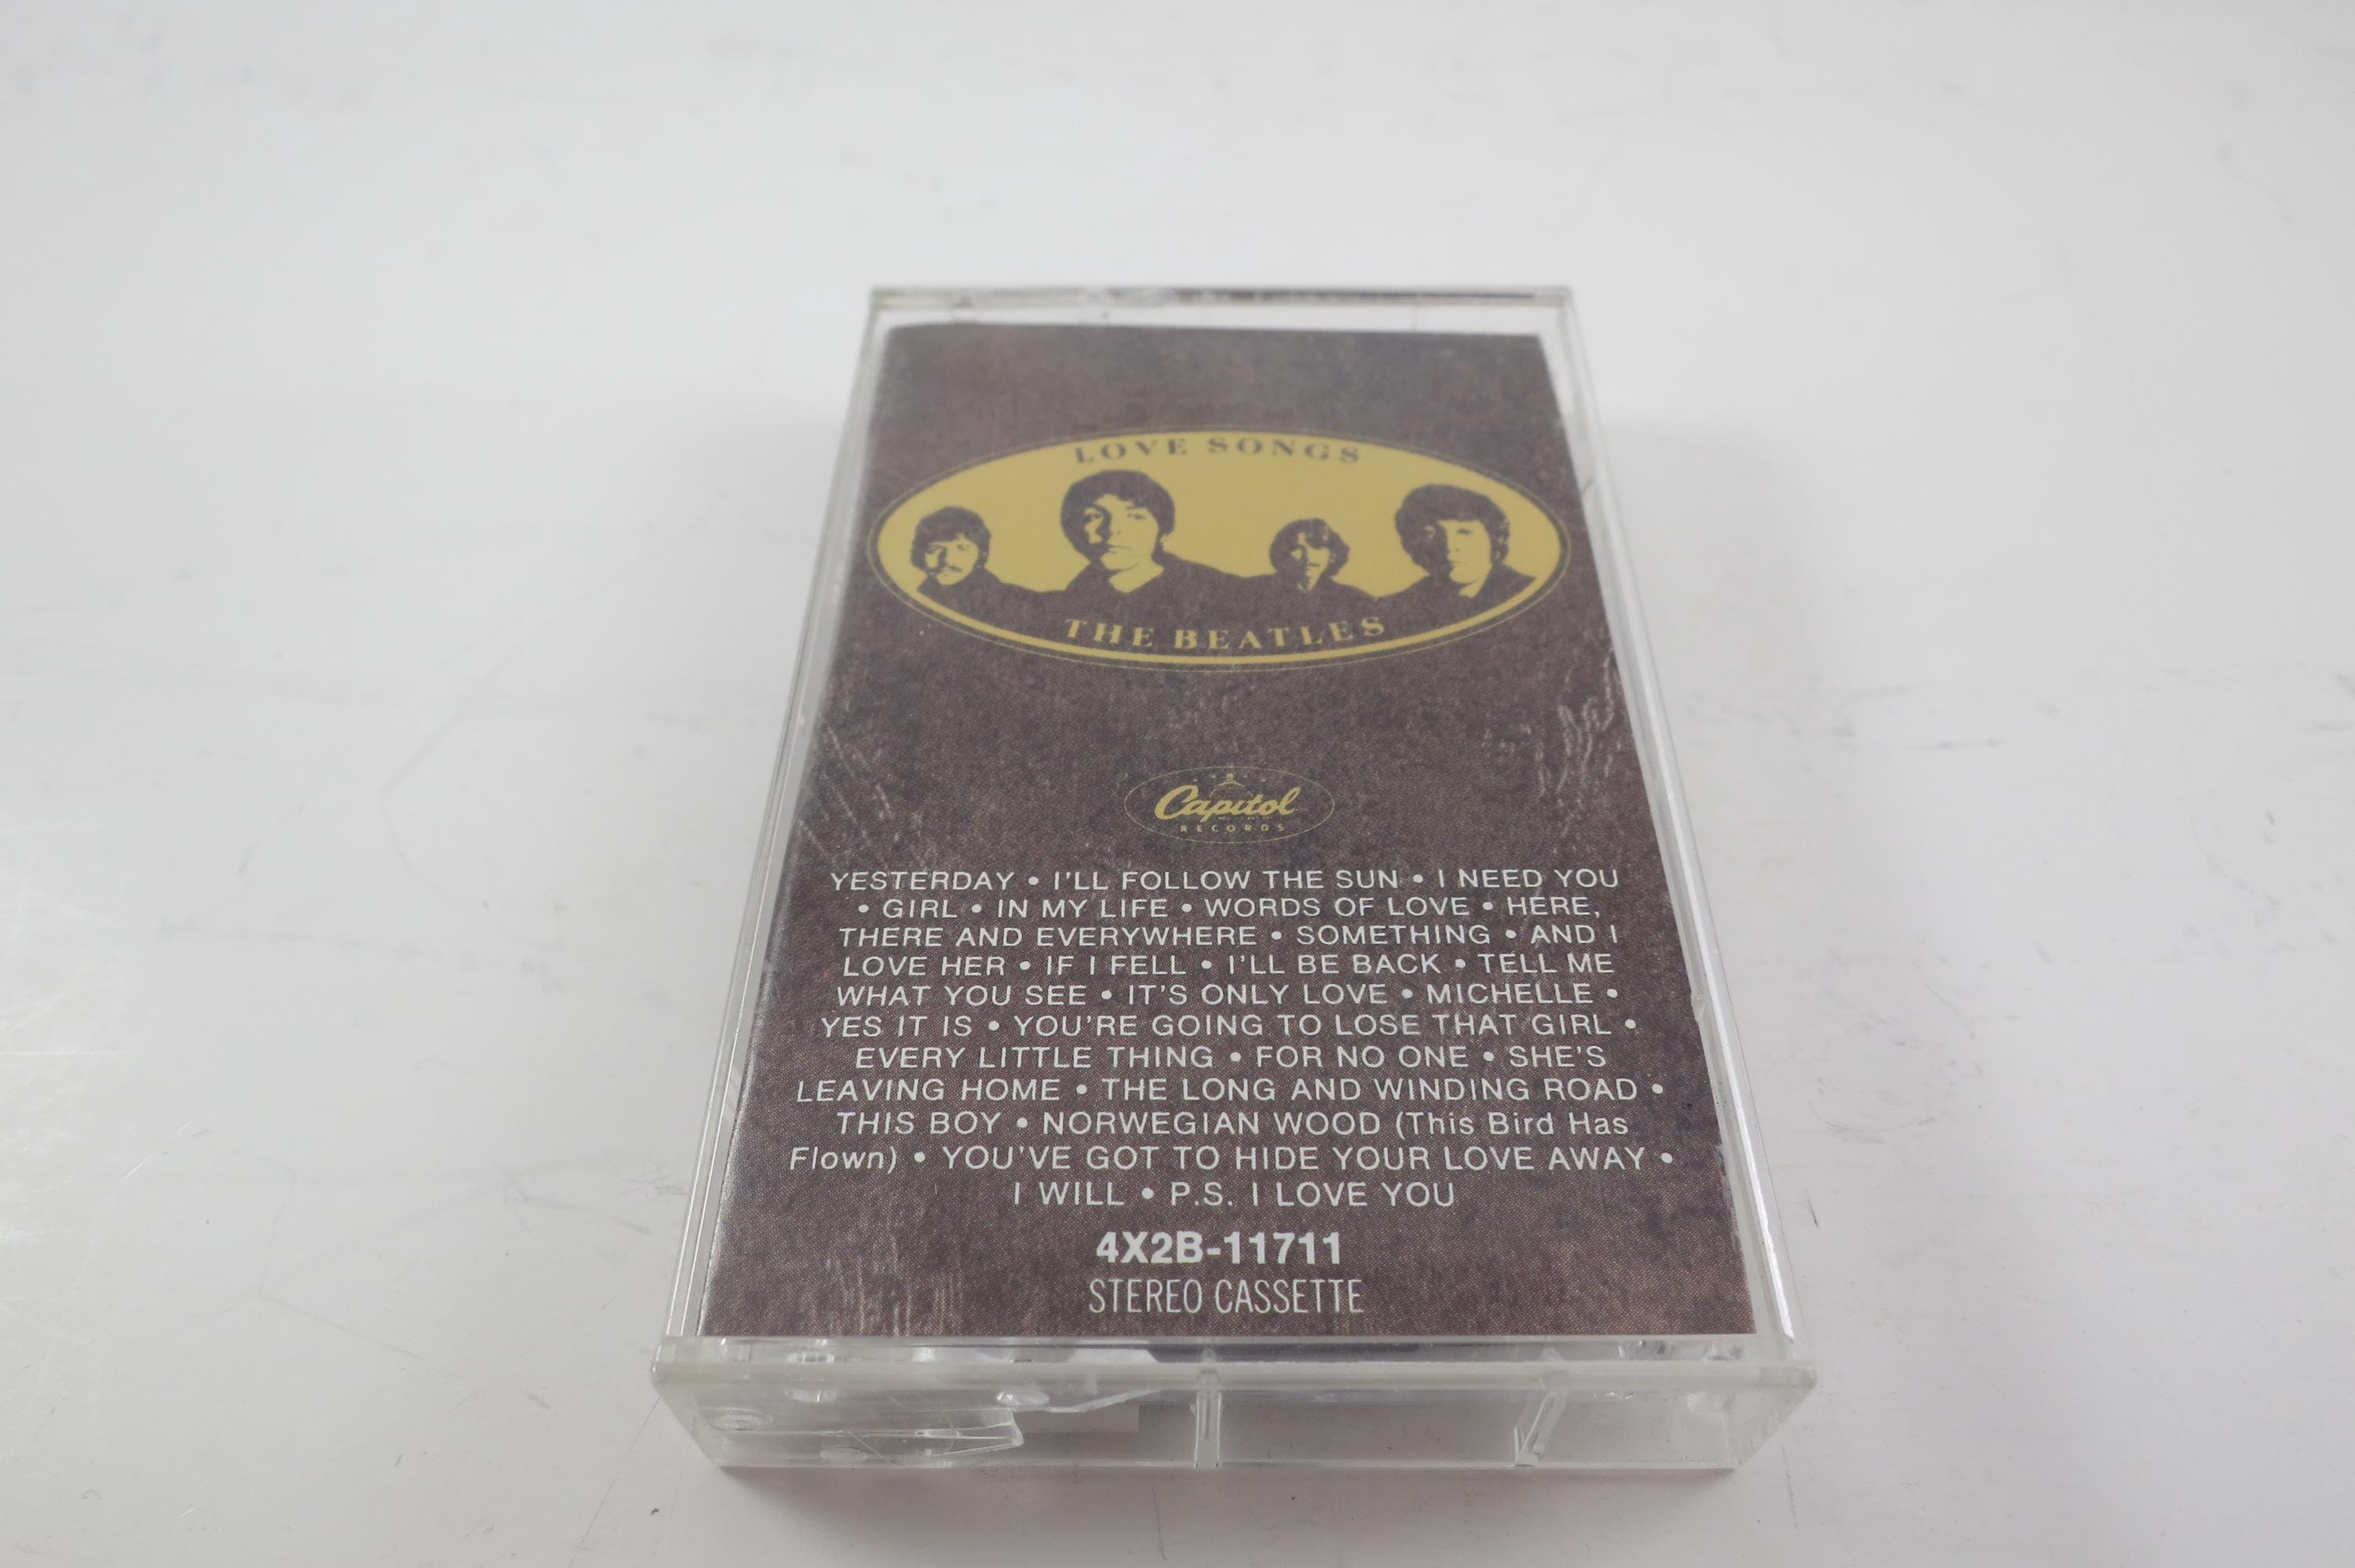 LOVE SONGS
THE BEATLES
Capitol
RECORDS
YESTERDAY • I'LL FOLLOW THE SUN • I NEED YOU
• GIRL • IN MY LIFE • WORDS OF LOVE • HERE,
THERE AND EVERYWHERE • SOMETHING • AND I
LOVE HER • IF I FELL • I'LL BE BACK • TELL ME
WHAT YOU SEE • IT'S ONLY LOVE • MICHELLE •
YES IT IS • YOU'RE GOING TO LOSE THAT GIRL •
EVERY LITTLE THING • FOR NO ONE • SHE'S
LEAVING HOME • THE LONG AND WINDING ROAD •
THIS BOY • NORWEGIAN WOOD (This Bird Has
Flown) • YOU'VE GOT TO HIDE YOUR LOVE AWAY •
I WILL • P.S. I LOVE YOU
4X2B-11711
STEREO CASSETTE